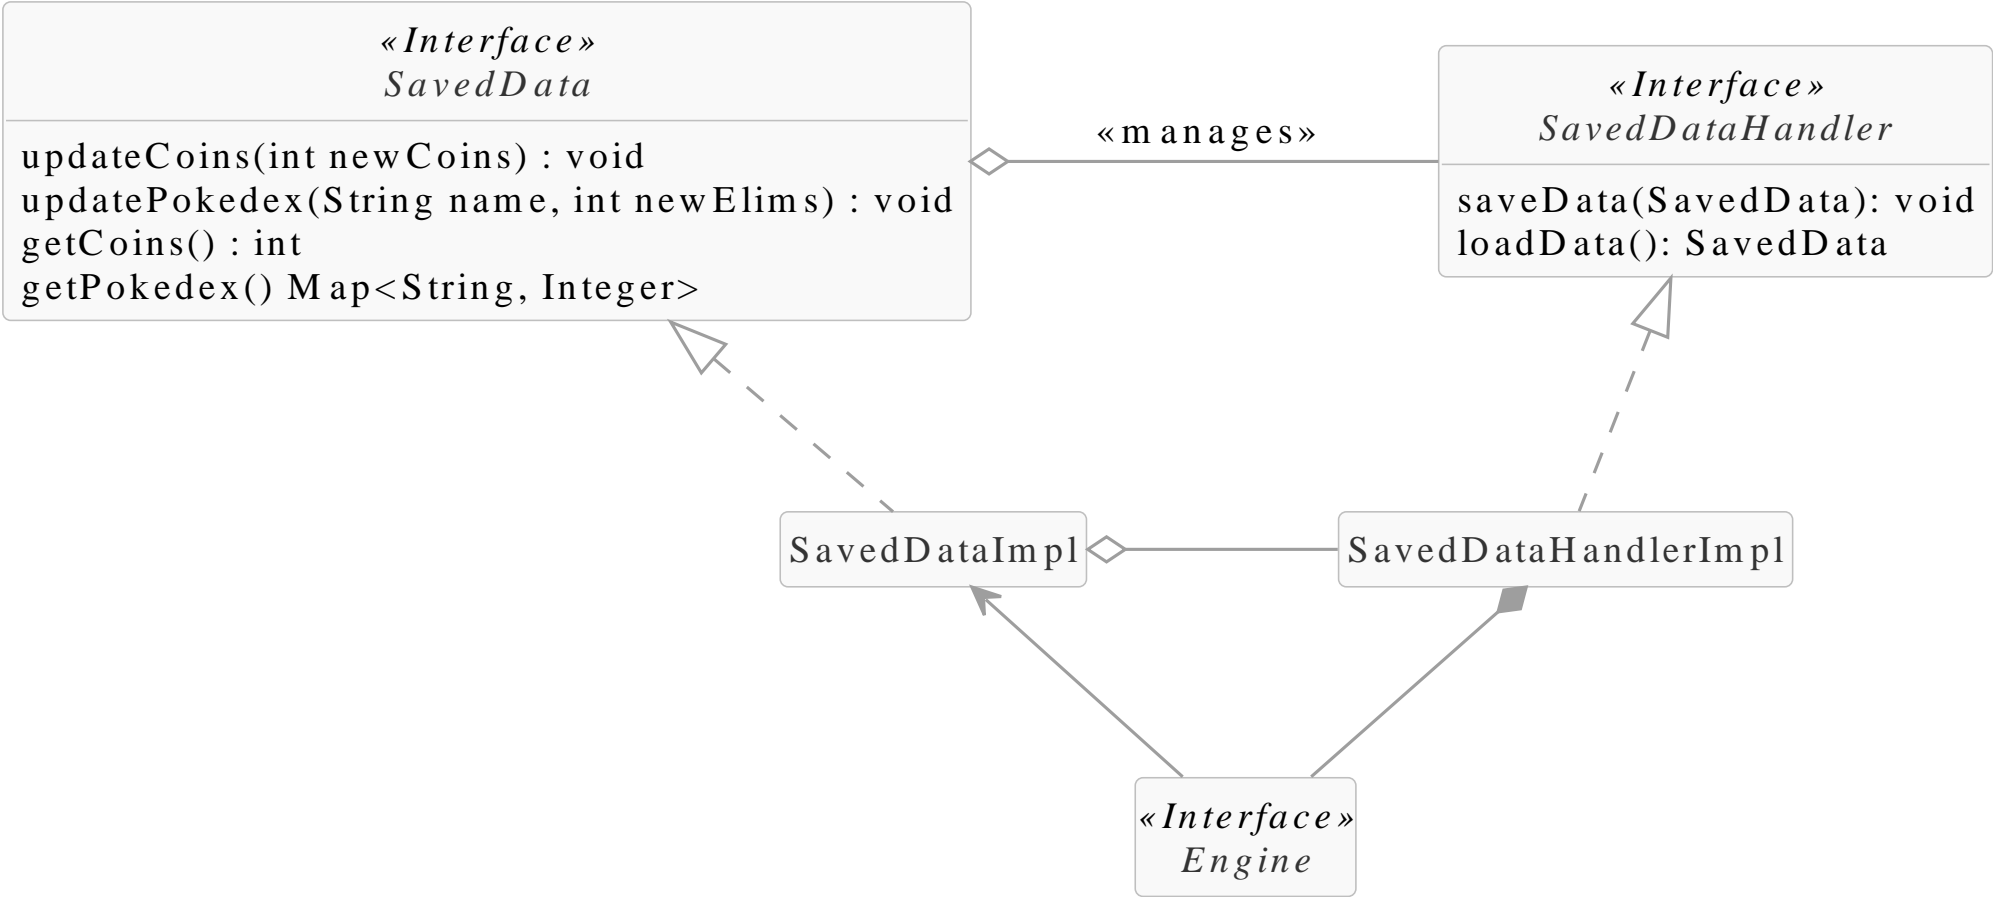 «Interface»
SavedData
updateCoins(int newCoins) : void
updatePokedex(String name, int newElims) : void
getCoins() : int
getPokedex() Map<String, Integer>
«manages»
«Interface»
SavedDataHandler
saveData(SavedData): void
loadData(): SavedData
SavedDataImpl
SavedDataHandlerImpl
«Interface»
Engine